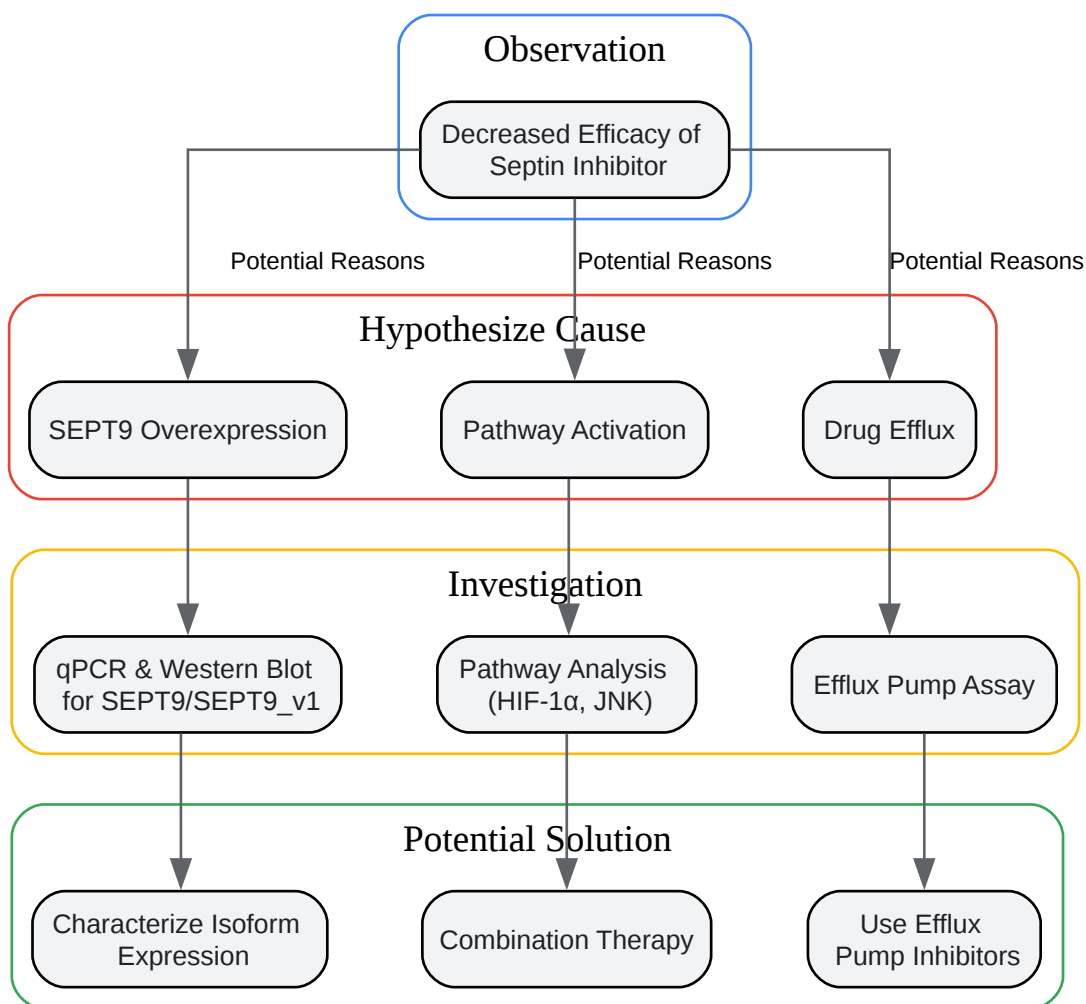 Observation
Decreased Efficacy of
Septin Inhibitor
Potential Reasons
Potential Reasons
Potential Reasons
Hypothesize Cause
SEPT9 Overexpression
Pathway Activation
Drug Efflux
Investigation
qPCR & Western Blot
for SEPT9/SEPT9_v1
Pathway Analysis
(HIF-1α, JNK)
Efflux Pump Assay
Potential Solution
Characterize Isoform
Expression
Combination Therapy
Use Efflux
Pump Inhibitors